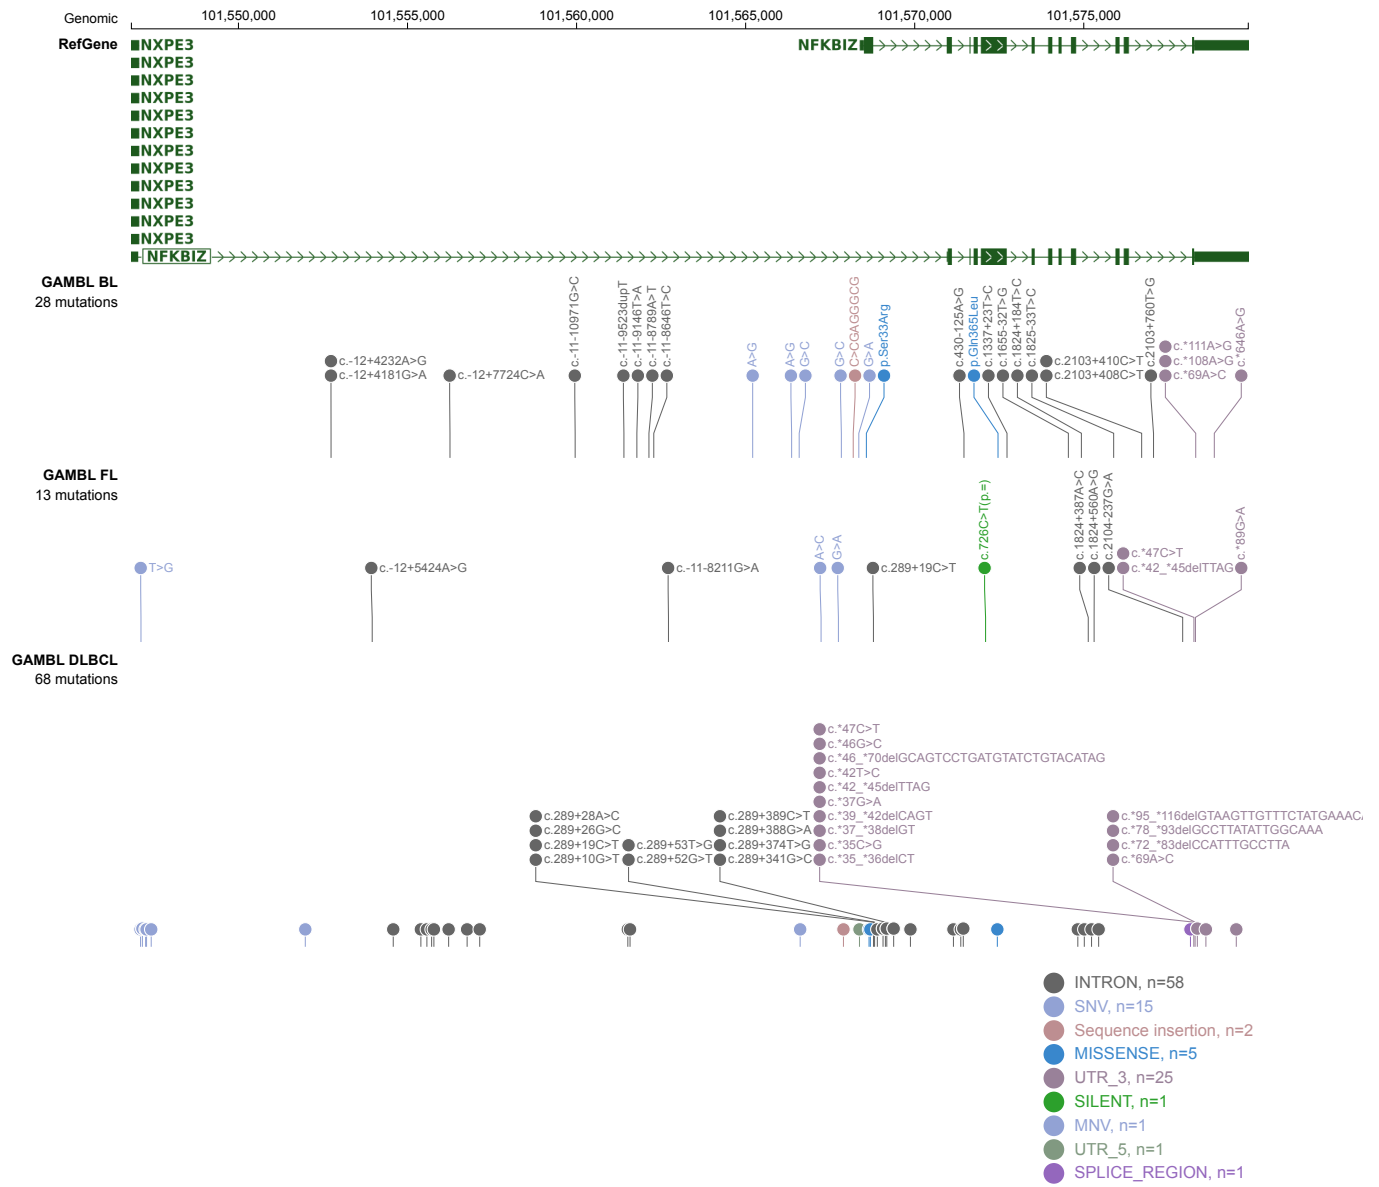 Genomic
101,550,000 101,555,000 101,560,000 101,565,000 101,570,000 101,575,000
RefGene
NXPE3
NFKBIZ
NXPE3
NXPE3
NXPE3
NXPE3
NXPE3
NXPE3
NXPE3
NXPE3
NXPE3
NXPE3
NXPE3
NFKBIZ
GAMBL BL
28 mutations
c.-12+4232A>G
c.-12+4181G>A
c.-12+7724C>A
c.-11-10971G>C
c.-11-9523dupT
c.-11-9146T>A
c.-11-8789A>T
c.-11-8646T>C
A>G
A>G
G>C
G>C
C>CGAGGGCG
G>A
p.Ser33Arg
c.430-125A>G
p.Gln365Leu
c.1337+23T>C
c.1655-32T>G
c.1824+184T>C
c.1825-33T>C
c.2103+410C>T
c.2103+408C>T
c.2103+760T>G
c.*111A>G
c.*108A>G
c.*69A>C
c.*646A>G
GAMBL FL
13 mutations
T>G
c.-12+5424A>G
c.-11-8211G>A
A>C
G>A
c.289+19C>T
c.726C>T(p.=)
c.1824+387A>C
c.1824+560A>G
c.2104-237G>A
c.*47C>T
c.*42_*45delTTAG
c.*89G>A
GAMBL DLBCL
68 mutations
c.289+28A>C
c.289+26G>C
c.289+19C>T
c.289+10G>T
c.289+53T>G
c.289+52G>T
c.289+389C>T
c.289+388G>A
c.289+374T>G
c.289+341G>C
c.*47C>T
c.*46G>C
c.*46_*70delGCAGTCCTGATGTATCTGTACATAG
c.*42T>C
c.*42_*45delTTAG
c.*37G>A
c.*39_*42delCAGT
c.*37_*38delGT
c.*35C>G
c.*35_*36delCT
c.*95_*116delGTAAGTTGTTTCTATGAAAC
c.*78_*93delGCCTTATATTGGCAAA
c.*72_*83delCCATTTGCCTTA
c.*69A>C
INTRON, n=58
SNV, n=15
Sequence insertion, n=2
MISSENSE, n=5
UTR_3, n=25
SILENT, n=1
MNV, n=1
UTR_5, n=1
SPLICE_REGION, n=1